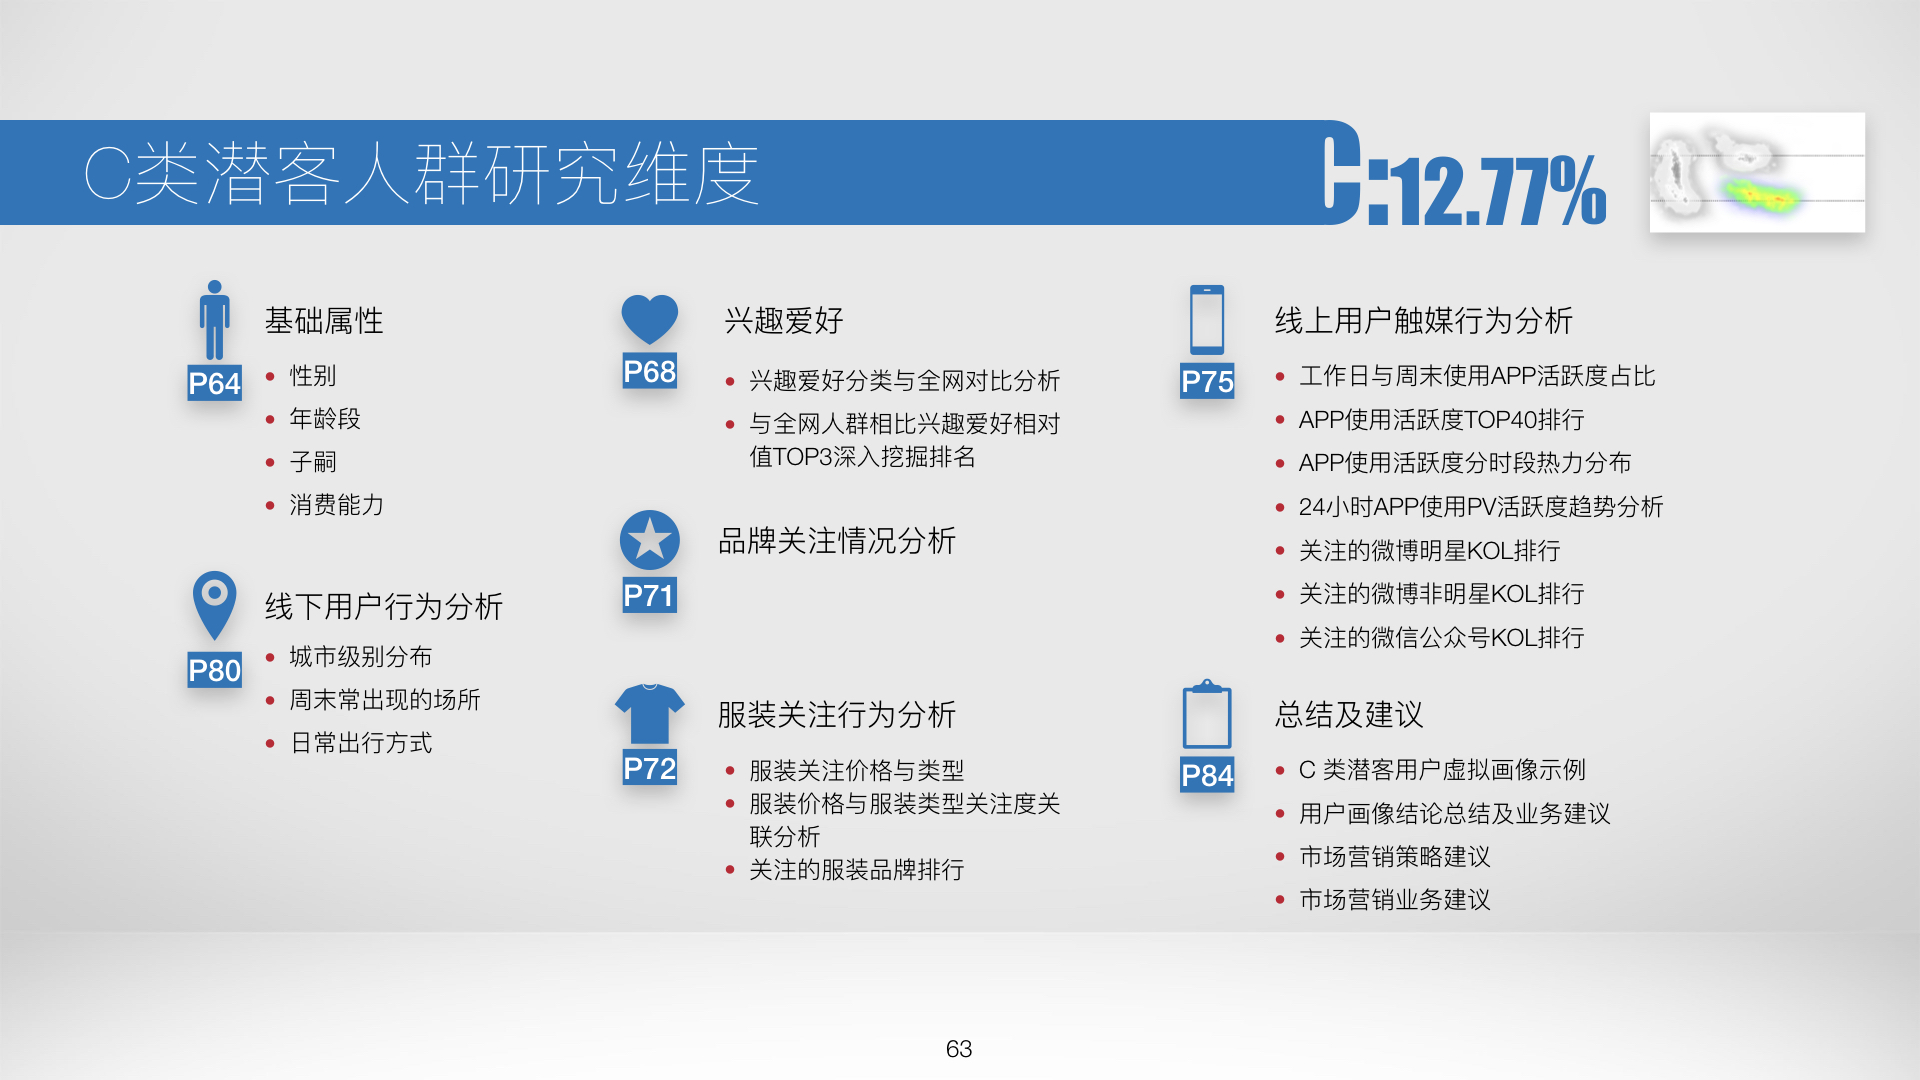 C类潜客人群研究维度
C:12.77%
基础属性
P64
性别
年龄段
子嗣
消费能力
线下用户行为分析
P80
城市级别分布
周末常出现的场所
日常出行方式
兴趣爱好
P68
兴趣爱好分类与全网对比分析
与全网人群相比兴趣爱好相对
值TOP3深入挖掘排名
品牌关注情况分析
P71
服装关注行为分析
P72
服装关注价格与类型
服装价格与服装类型关注度关
联分析
关注的服装品牌排行
线上用户触媒行为分析
P75
工作日与周末使用APP活跃度占比
APP使用活跃度TOP40排行
APP使用活跃度分时段热力分布
24小时APP使用PV活跃度趋势分析
关注的微博明星KOL排行
关注的微博非明星KOL排行
关注的微信公众号KOL排行
总结及建议
P84
C 类潜客用户虚拟画像示例
用户画像结论总结及业务建议
市场营销策略建议
市场营销业务建议
63